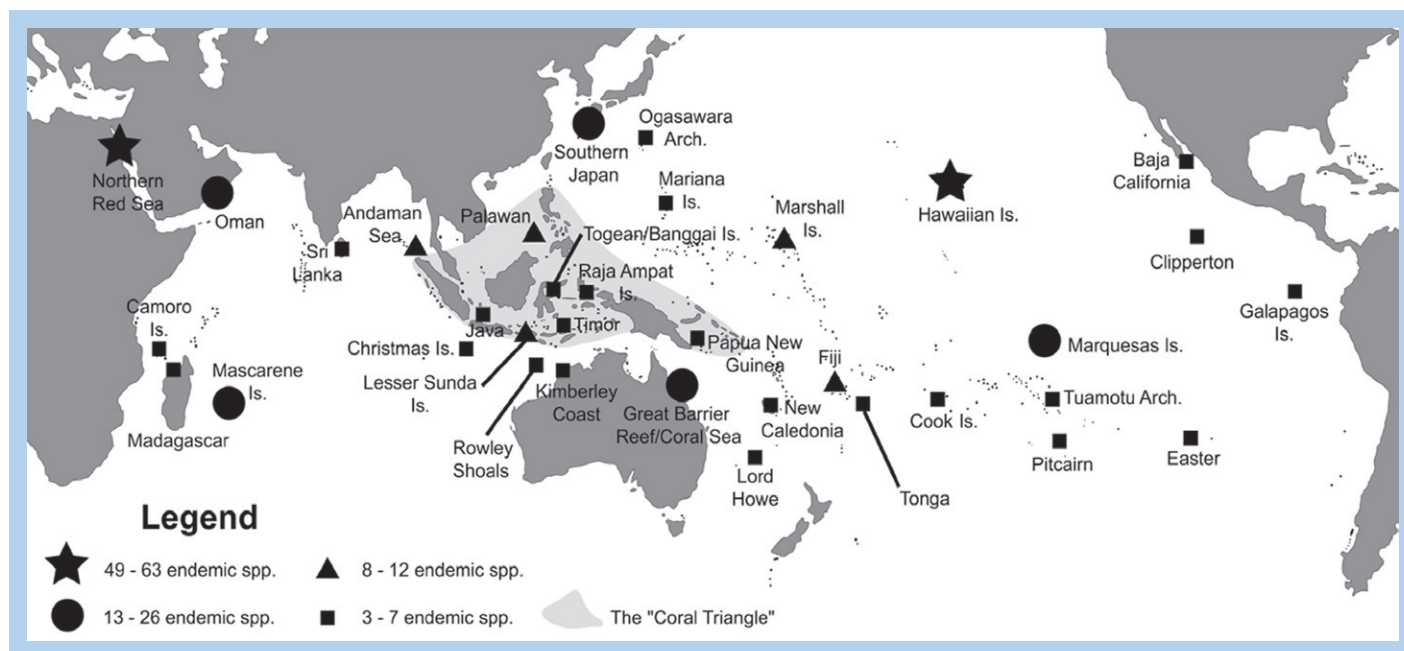 Ogasawara
Arch.
Southern
Japan
Northern
Red Sea
Oman
Mariana
Is.
Baja
California
Hawaiian Is.
Andaman
Sea
Palawan
Marshall
Is.
Togean/Banggai Is.
Sri
Lanka
Clipperton
Raja Ampat
Is.
Galapagos
Is.
Camoro
Is.
Java
Timor
Christmas Is.
Papua New
Guinea
Fiji
Marquesas Is.
Mascarene
Is.
Lesser Sunda
Is.
Kimberley
Coast
Great Barrier
Reef/Coral Sea
New
Caledonia
Cook Is.
Tuamotu Arch.
Madagascar
Rowley
Shoals
Lord
Howe
Tonga
Pitcairn
Easter
Legend
49 - 63 endemic spp.
8 - 12 endemic spp.
13 - 26 endemic spp.
3 - 7 endemic spp.
The "Coral Triangle"